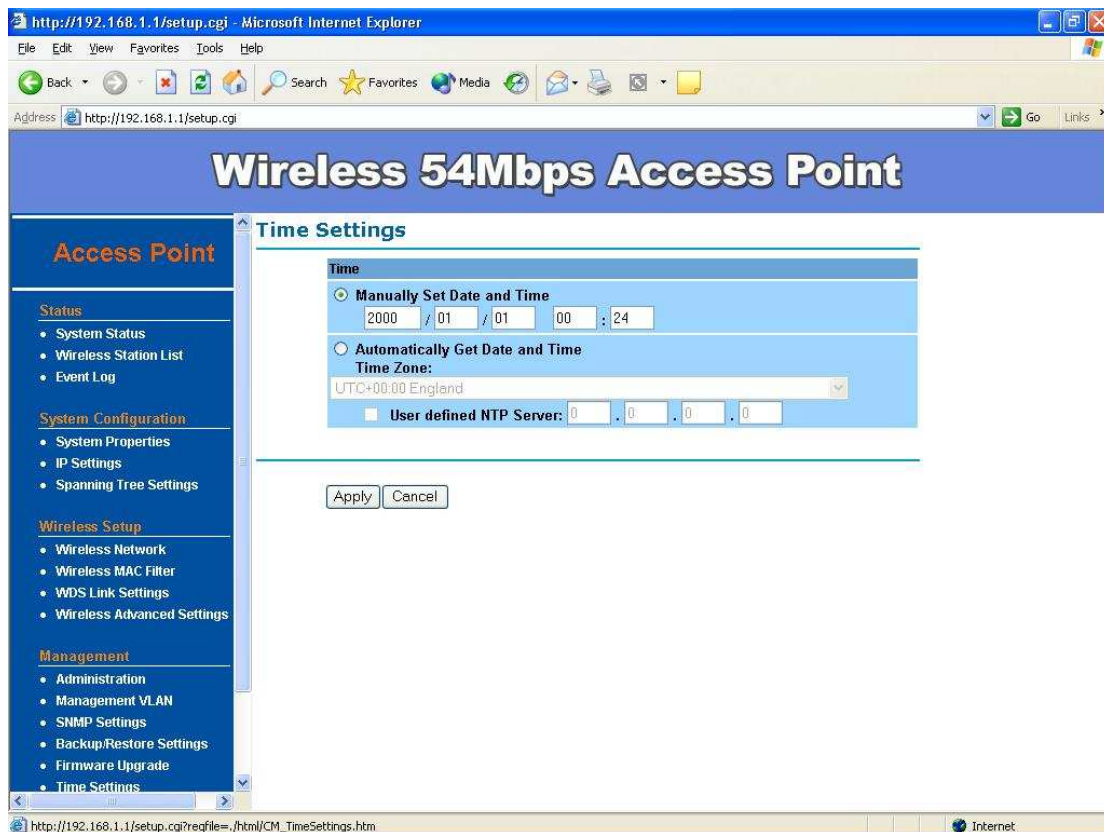 http://192.168.1.1/setup.cgi - Microsoft Internet Explorer
File Edit View Favorites Tools Help
Back Search Favorites Media
Address http://192.168.1.1/setup.cgi Go Links
Wireless 54Mbps Access Point
Access Point
Status
System Status
Wireless Station List
Event Log
System Configuration
System Properties
IP Settings
Spanning Tree Settings
Wireless Setup
Wireless Network
Wireless MAC Filter
WDS Link Settings
Wireless Advanced Settings
Management
Administration
Management VLAN
SNMP Settings
Backup/Restore Settings
Firmware Upgrade
Time Settings
Time Settings
Time
Manually Set Date and Time
2000 / 01 / 01 00 : 24
Automatically Get Date and Time
Time Zone:
UTC+00:00 England
User defined NTP Server: 0 . 0 . 0 . 0
Apply Cancel
http://192.168.1.1/setup.cgi?reqfile=./html/CM_TimeSettings.htm Internet